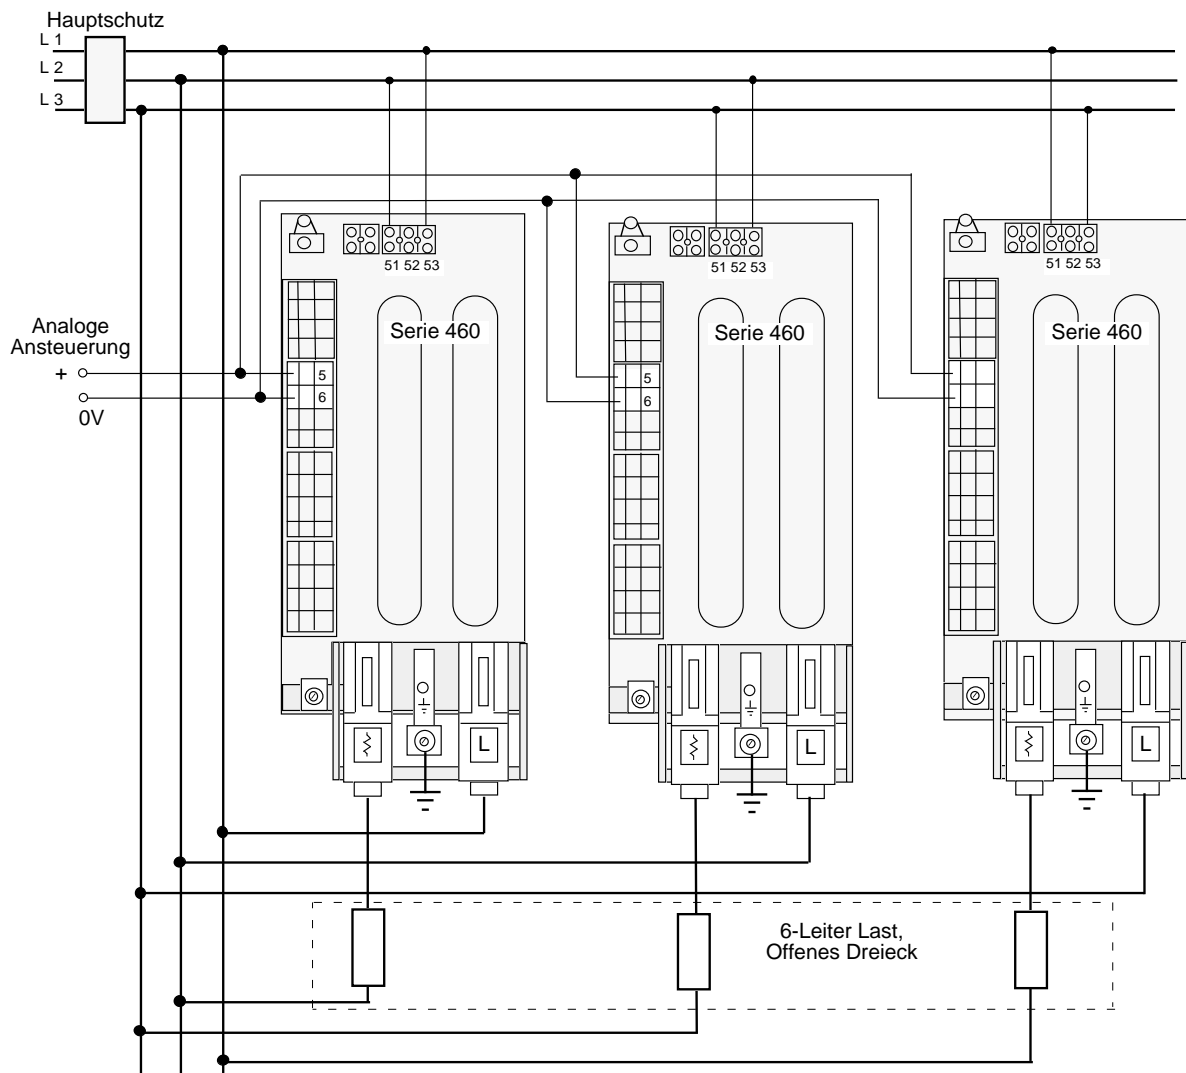 Hauptschutz
L 1
L 2
L 3
51 52 53
51 52 53
51 52 53
Analoge
Ansteuerung
+
0V
Serie 460
Serie 460
Serie 460
5
6
5
6
L
L
L
6-Leiter Last,
Offenes Dreieck